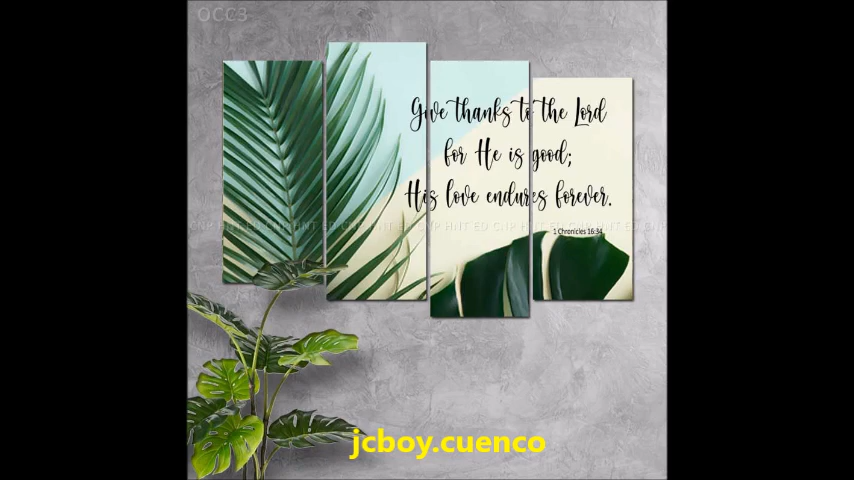 OCC3
Give thanks to the Lord
for He is good;
His love endures forever.
1 Chronicles 16:34
jcboy.cuenco